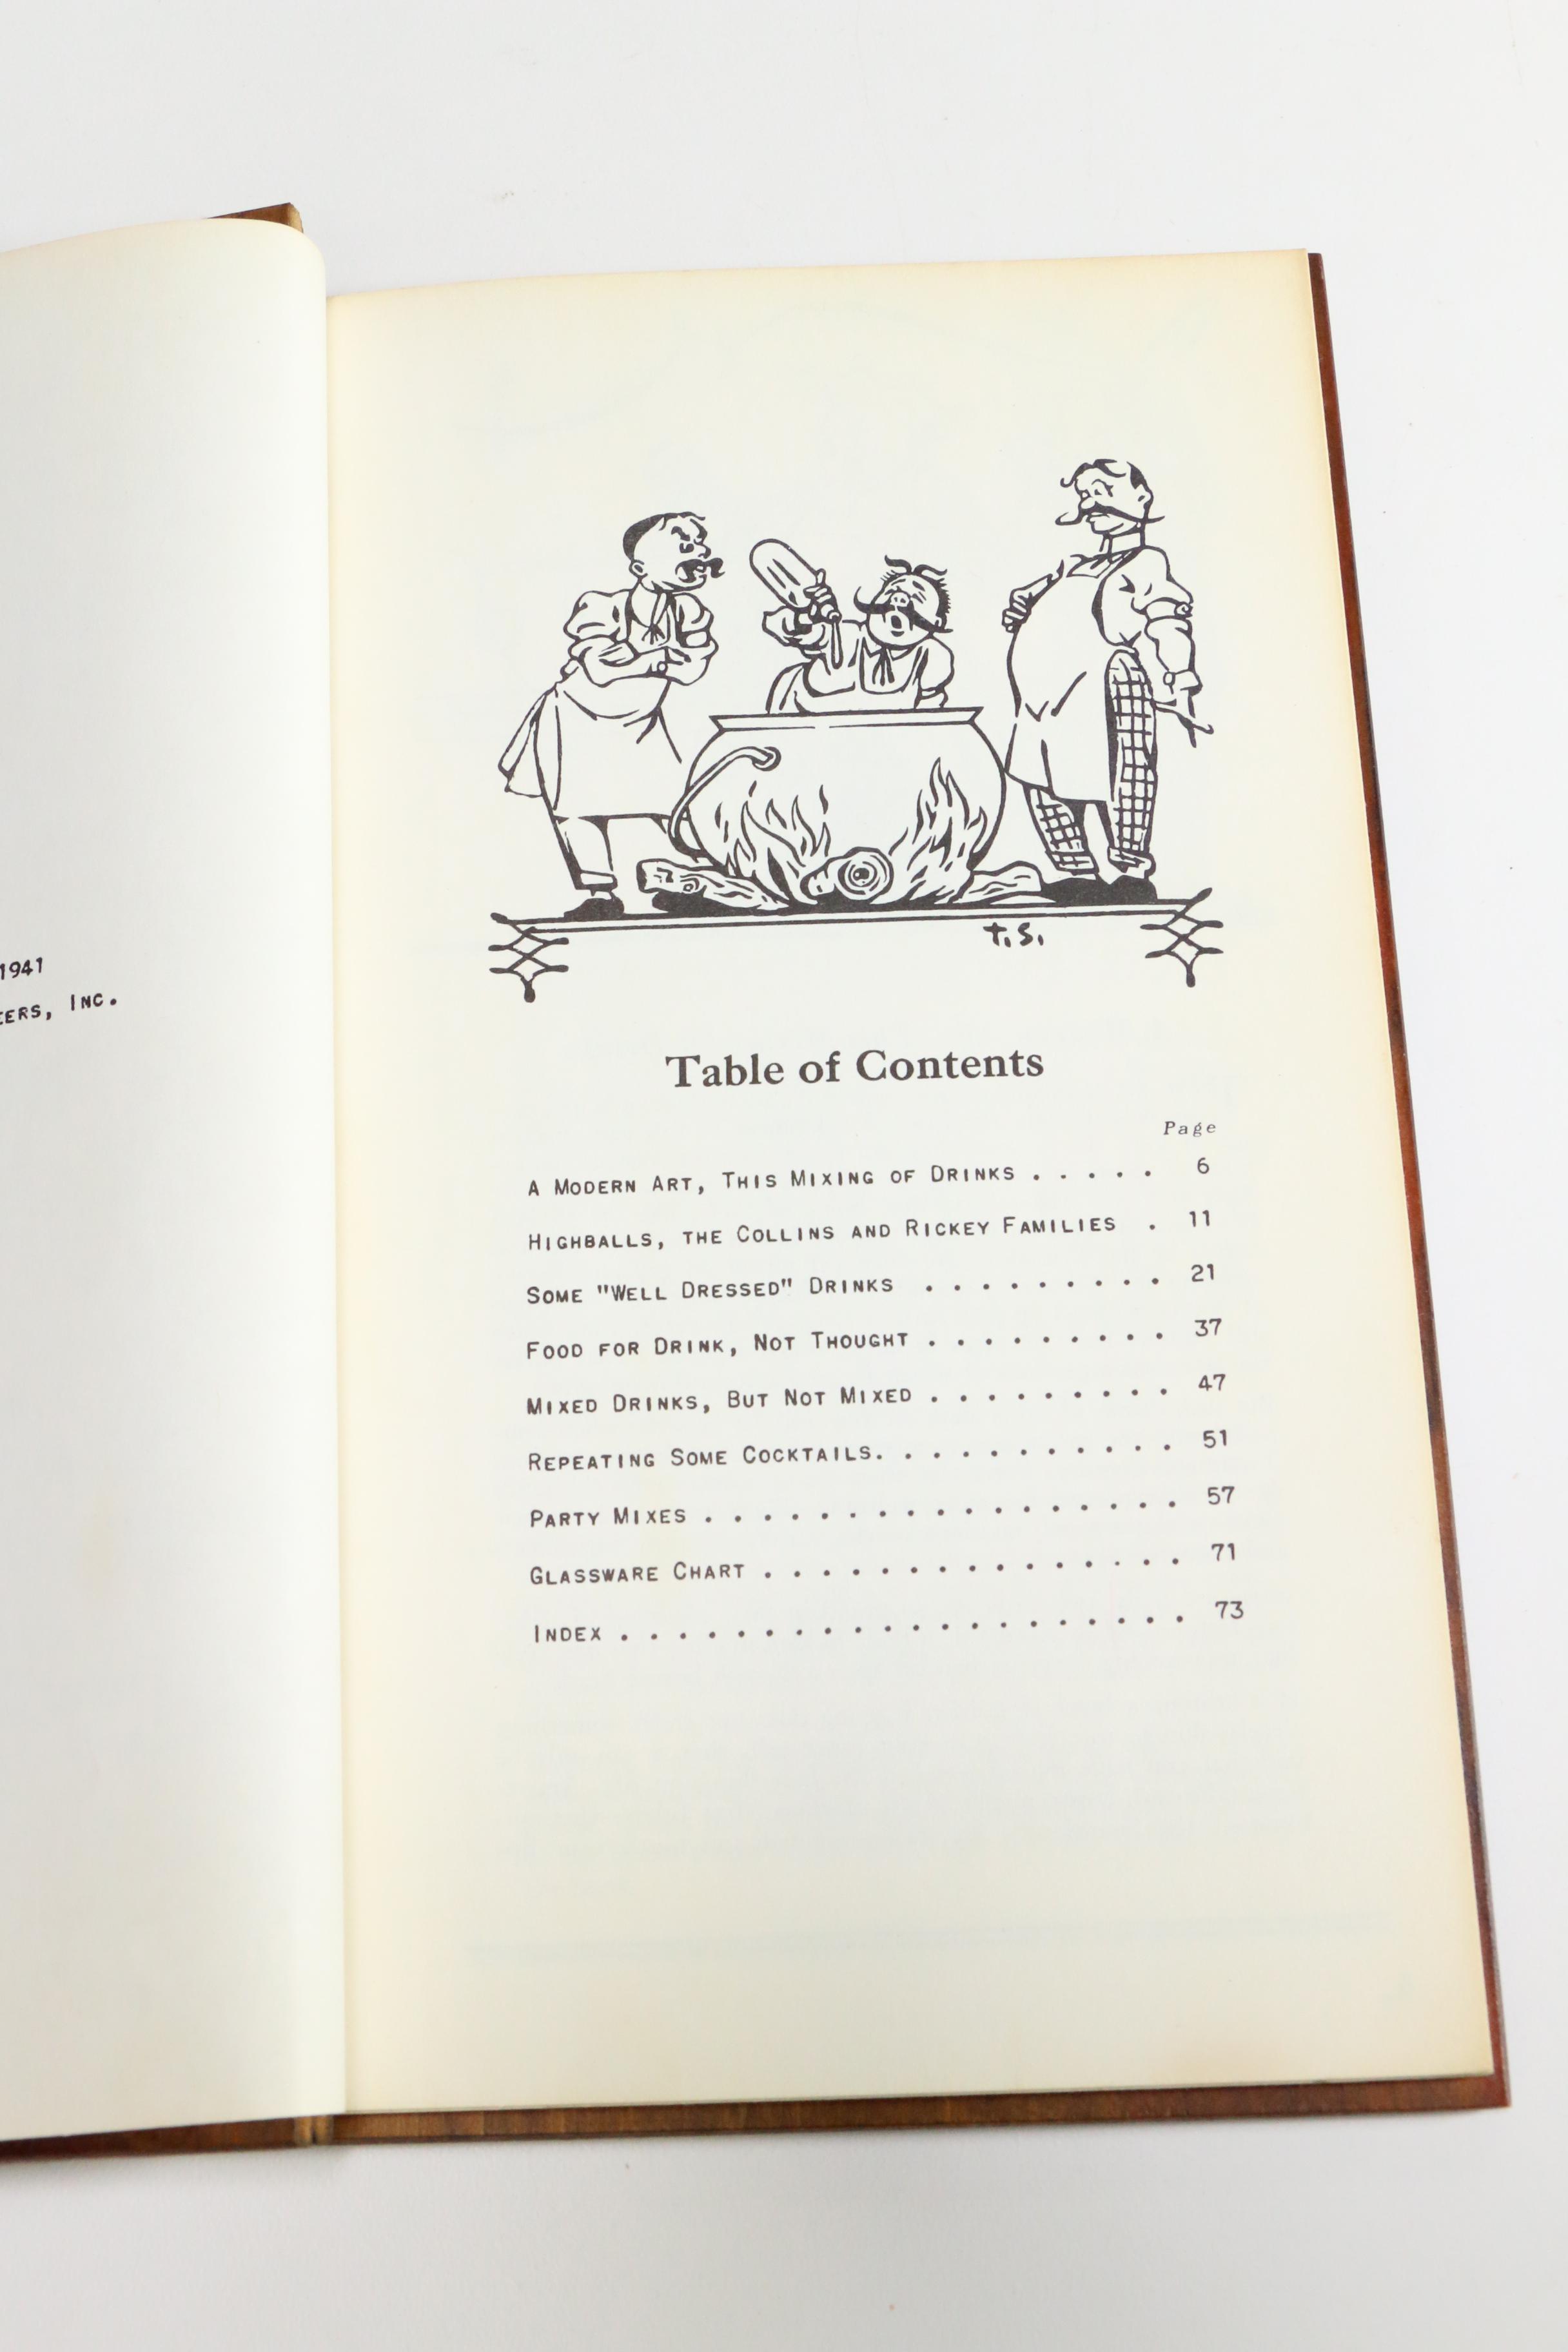 1941
EERS, INC.
T.S.
Table of Contents
Page
A MODERN ART, THIS MIXING OF DRINKS . . . . . 6
HIGHBALLS, THE COLLINS AND RICKEY FAMILIES . 11
SOME "WELL DRESSED" DRINKS . . . . . . . . . 21
FOOD FOR DRINK, NOT THOUGHT . . . . . . . . . 37
MIXED DRINKS, BUT NOT MIXED . . . . . . . . . 47
REPEATING SOME COCKTAILS. . . . . . . . . . . 51
PARTY MIXES . . . . . . . . . . . . . . . . . 57
GLASSWARE CHART . . . . . . . . . . . . . . . 71
INDEX . . . . . . . . . . . . . . . . . . . . 73